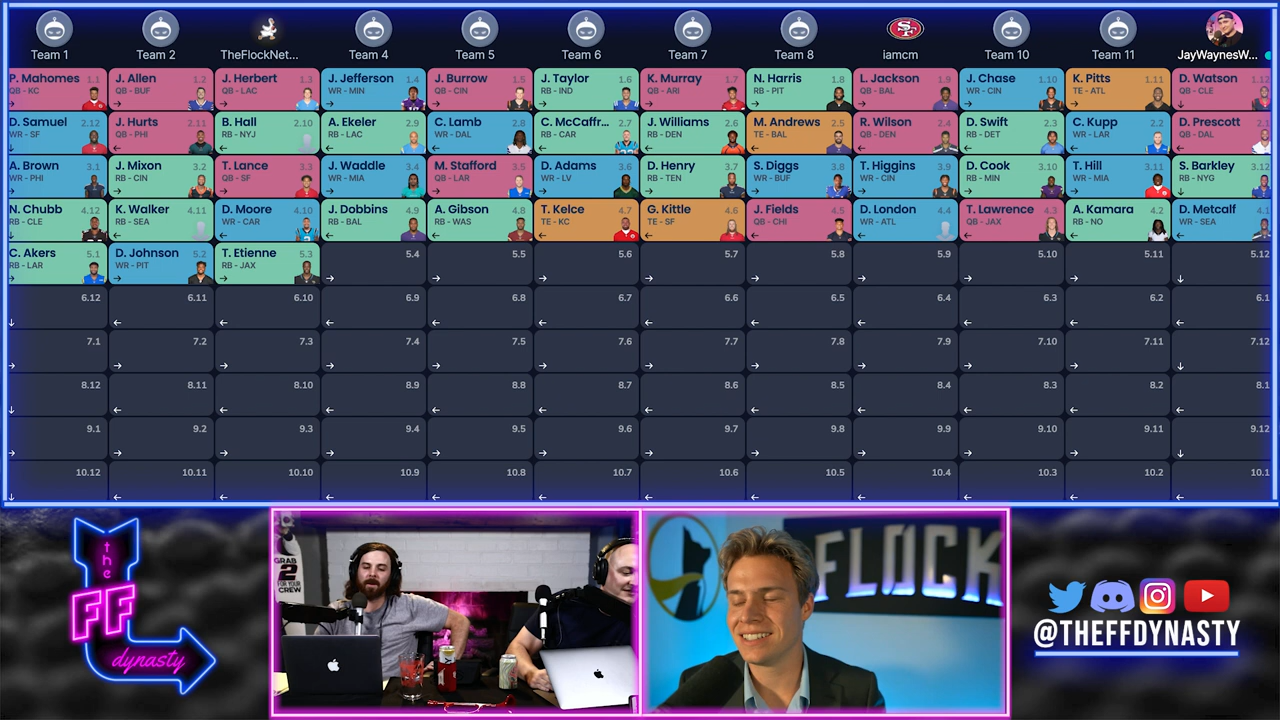 Team 1 Team 2 TheFlockNet... Team 4 Team 5 Team 6 Team 7 Team 8 iamcm Team 10 Team 11 JayWaynesW...
P. Mahomes 1.1 J. Allen 1.2 J. Herbert 1.3 J. Jefferson 1.4 J. Burrow 1.5 J. Taylor 1.6 K. Murray 1.7 N. Harris 1.8 L. Jackson 1.9 J. Chase 1.10 K. Pitts 1.11 D. Watson 1.12
QB - KC QB - BUF QB - LAC WR - MIN QB - CIN RB - IND QB - ARI RB - PIT QB - BAL WR - CIN TE - ATL QB - CLE
D. Samuel 2.12 J. Hurts 2.11 B. Hall 2.10 A. Ekeler 2.9 C. Lamb 2.8 C. McCaffr... 2.7 J. Williams 2.6 M. Andrews 2.5 R. Wilson 2.4 D. Swift 2.3 C. Kupp 2.2 D. Prescott 2.1
WR - SF QB - PHI RB - NYJ RB - LAC WR - DAL RB - CAR RB - DEN TE - BAL QB - DEN RB - DET WR - LAR QB - DAL
A. Brown 3.1 J. Mixon 3.2 T. Lance 3.3 J. Waddle 3.4 M. Stafford 3.5 D. Adams 3.6 D. Henry 3.7 S. Diggs 3.8 T. Higgins 3.9 D. Cook 3.10 T. Hill 3.11 S. Barkley
WR - PHI RB - CIN QB - SF WR - MIA QB - LAR WR - LV RB - TEN WR - BUF WR - CIN RB - MIN WR - MIA RB - NYG
N. Chubb 4.12 K. Walker 4.11 D. Moore 4.10 J. Dobbins 4.9 A. Gibson 4.8 T. Kelce 4.7 G. Kittle 4.6 J. Fields 4.5 D. London 4.4 T. Lawrence 4.3 A. Kamara 4.2 D. Metcalf 4.1
RB - CLE RB - SEA WR - CAR RB - BAL RB - WAS TE - KC TE - SF QB - CHI WR - ATL QB - JAX RB - NO WR - SEA
C. Akers 5.1 D. Johnson 5.2 T. Etienne 5.3 5.4 5.5 5.6 5.7 5.8 5.9 5.10 5.11 5.12
RB - LAR WR - PIT RB - JAX
6.12 6.11 6.10 6.9 6.8 6.7 6.6 6.5 6.4 6.3 6.2 6.1
7.1 7.2 7.3 7.4 7.5 7.6 7.7 7.8 7.9 7.10 7.11 7.12
8.12 8.11 8.10 8.9 8.8 8.7 8.6 8.5 8.4 8.3 8.2 8.1
9.1 9.2 9.3 9.4 9.5 9.6 9.7 9.8 9.9 9.10 9.11 9.12
10.12 10.11 10.10 10.9 10.8 10.7 10.6 10.5 10.4 10.3 10.2 10.1
the
FF
dynasty
GRAB
2
FOR YOUR
CREW
FLOCK
@THEFFDYNASTY